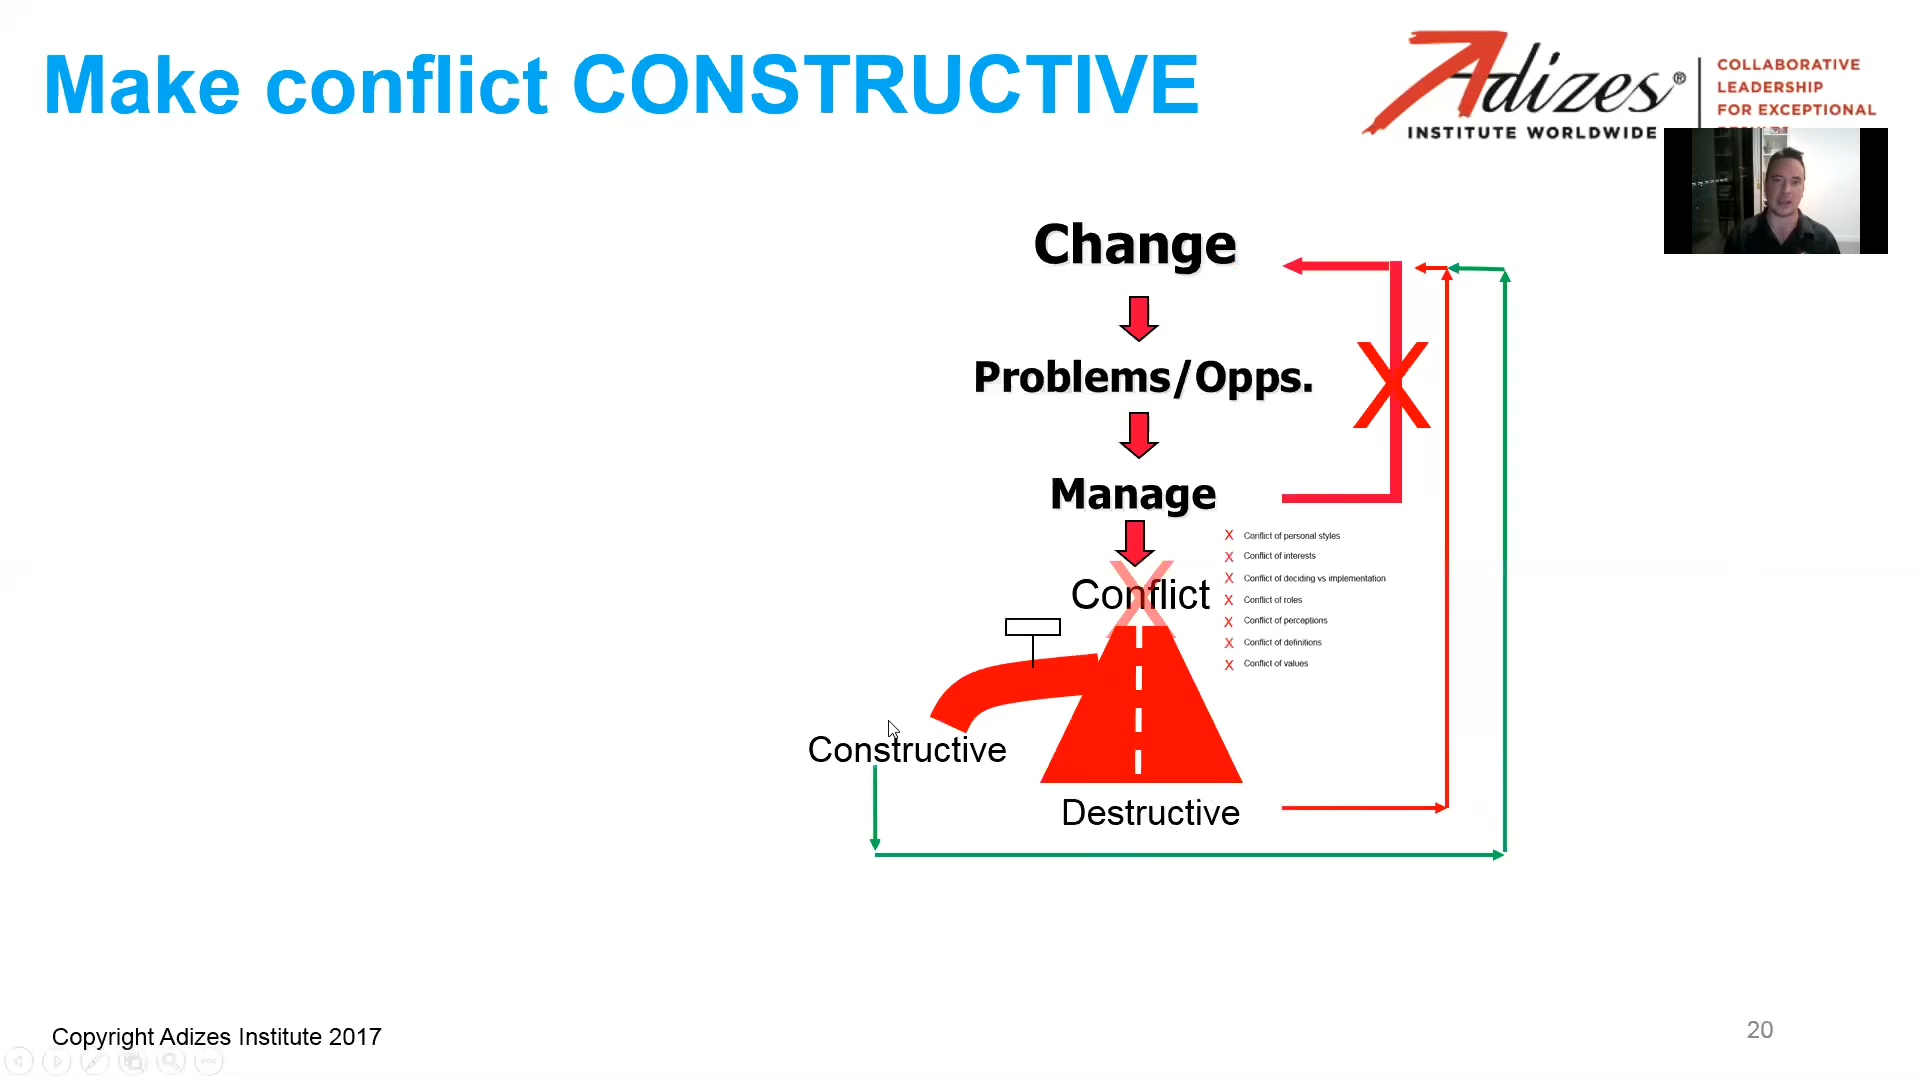 Make conflict CONSTRUCTIVE
Adizes®
INSTITUTE WORLDWIDE
COLLABORATIVE
LEADERSHIP
FOR EXCEPTIONAL
Change
Problems/Opps.
Manage
X Conflict of personal styles
X Conflict of interests
X Conflict of deciding vs implementation
X Conflict of roles
X Conflict of perceptions
X Conflict of definitions
X Conflict of values
X
Conflict
Constructive
Destructive
Copyright Adizes Institute 2017
20